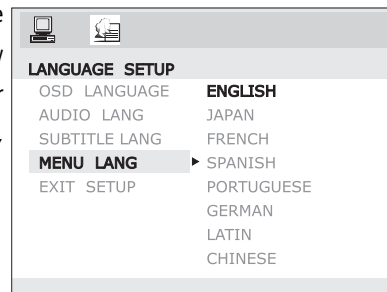 LANGUAGE SETUP
OSD LANGUAGE ENGLISH
AUDIO LANG JAPAN
SUBTITLE LANG FRENCH
MENU LANG SPANISH
EXIT SETUP PORTUGUESE
GERMAN
LATIN
CHINESE